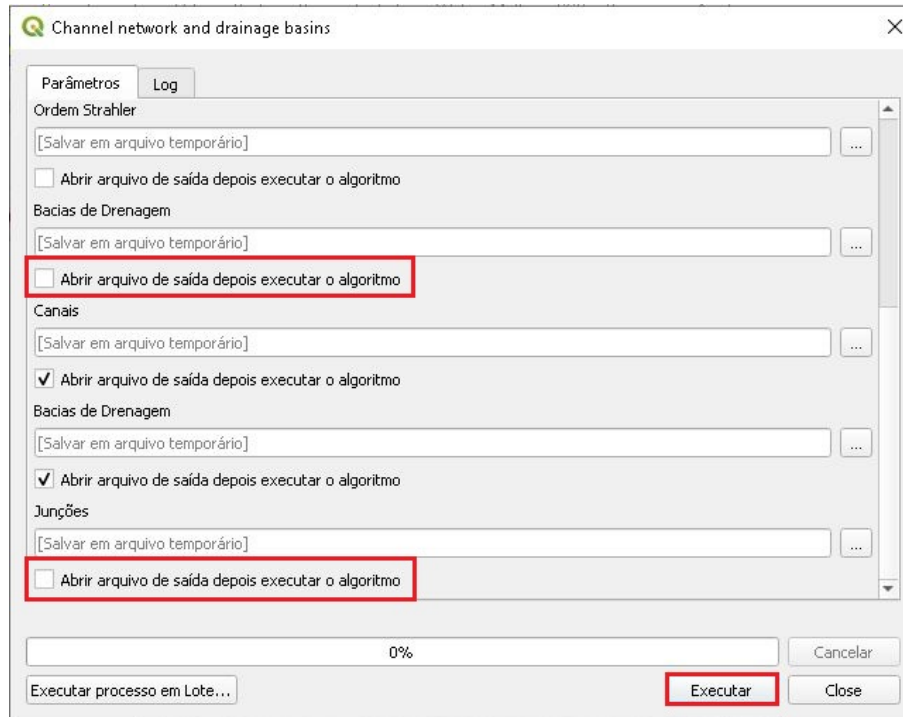 Channel network and drainage basins
Parâmetros Log
Ordem Strahler
[Salvar em arquivo temporário] ...
Abrir arquivo de saída depois executar o algoritmo
Bacias de Drenagem
[Salvar em arquivo temporário] ...
Abrir arquivo de saída depois executar o algoritmo
Canais
[Salvar em arquivo temporário] ...
Abrir arquivo de saída depois executar o algoritmo
Bacias de Drenagem
[Salvar em arquivo temporário] ...
Abrir arquivo de saída depois executar o algoritmo
Junções
[Salvar em arquivo temporário] ...
Abrir arquivo de saída depois executar o algoritmo
0% Cancelar
Executar processo em Lote... Executar Close